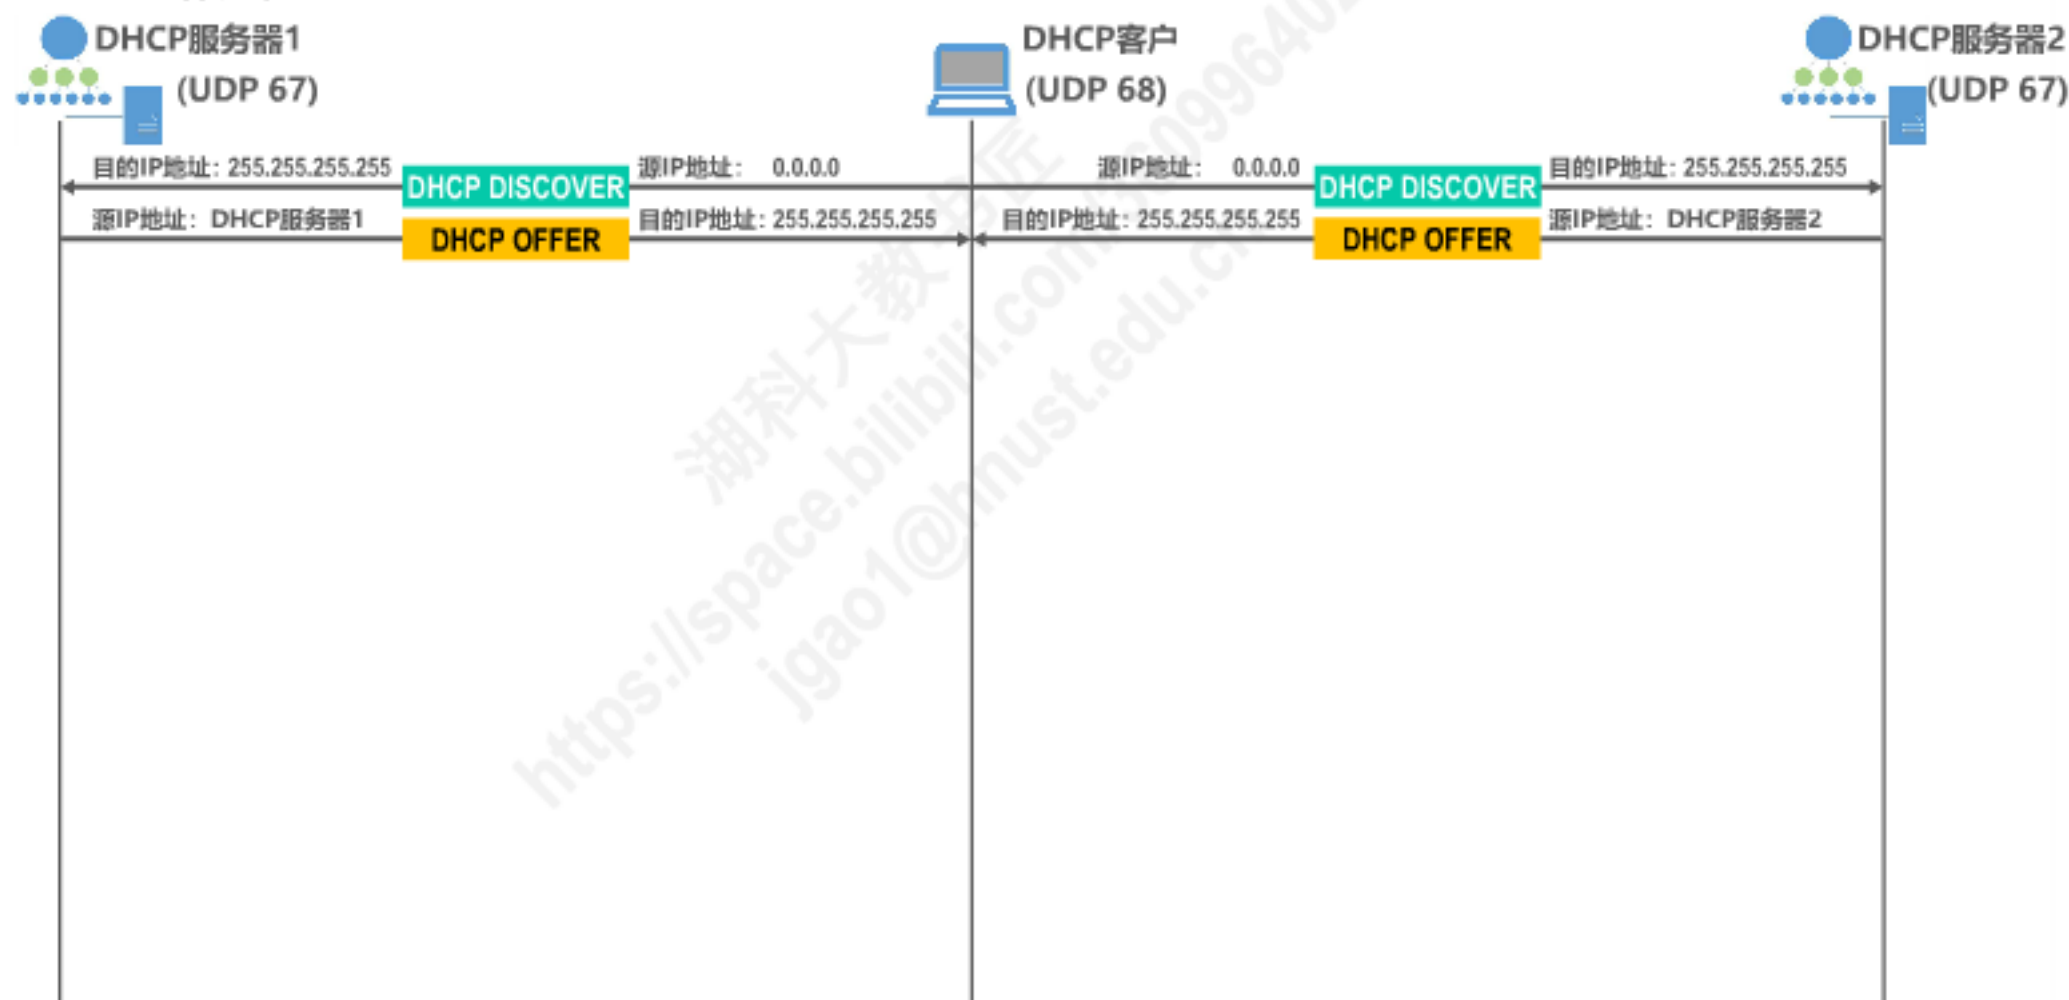 DHCP服务器1
(UDP 67)
DHCP客户
(UDP 68)
DHCP服务器2
(UDP 67)
目的IP地址: 255.255.255.255
DHCP DISCOVER
源IP地址: 0.0.0.0
源IP地址: 0.0.0.0
DHCP DISCOVER
目的IP地址: 255.255.255.255
源IP地址: DHCP服务器1
DHCP OFFER
目的IP地址: 255.255.255.255
目的IP地址: 255.255.255.255
DHCP OFFER
源IP地址: DHCP服务器2
湖科大教书匠
jgao1@hnust.edu.cn